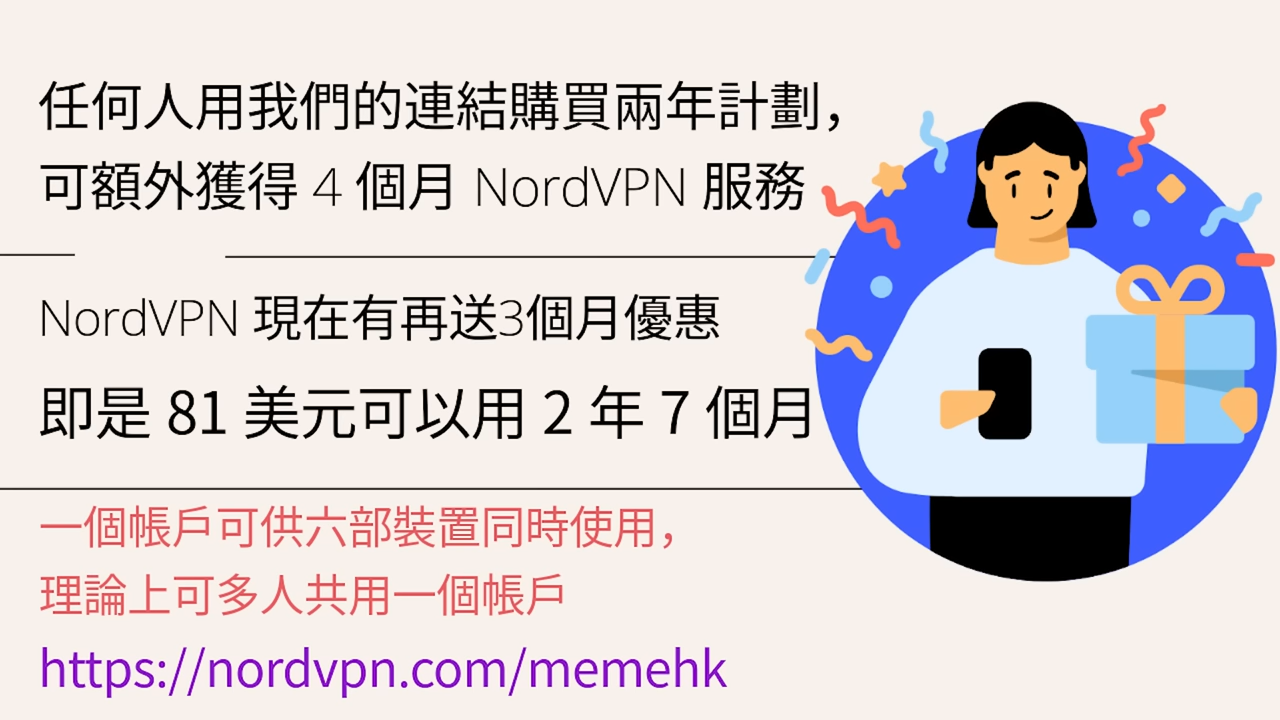 任何人用我們的連結購買兩年計劃，
可額外獲得 4 個月 NordVPN 服務
NordVPN 現在有再送3個月優惠
即是 81 美元可以用 2 年 7 個月
一個帳戶可供六部裝置同時使用，
理論上可多人共用一個帳戶
https://nordvpn.com/memehk